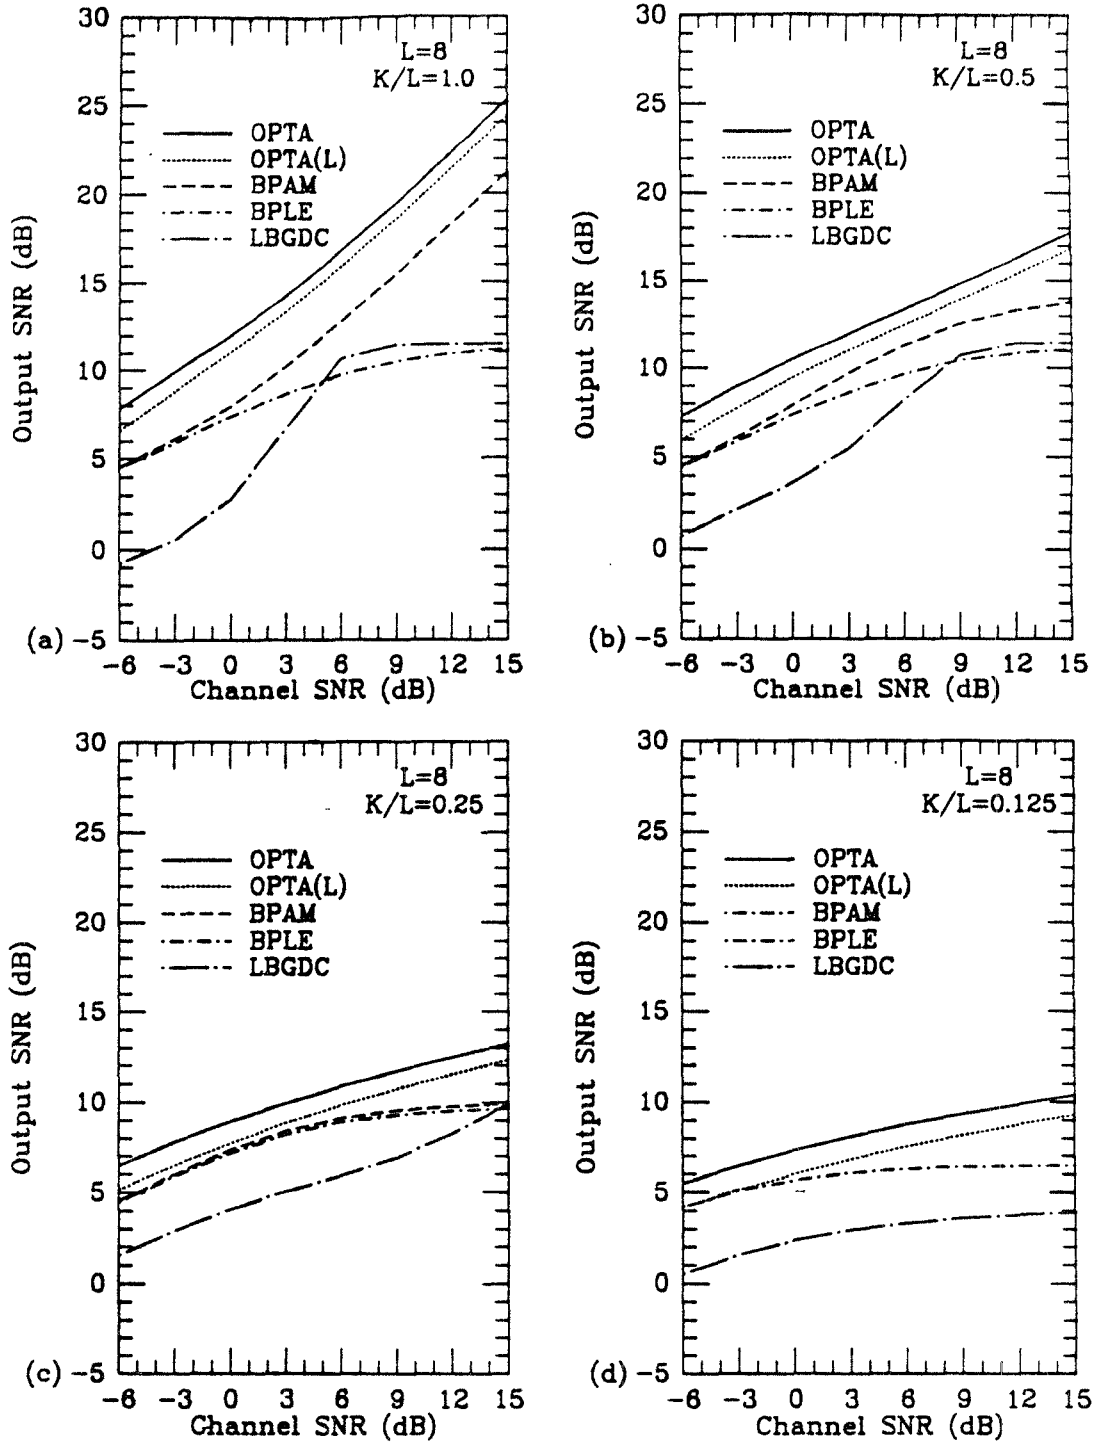 L=8
K/L=1.0
OPTA
OPTA(L)
BPAM
BPLE
LBGDC
Output SNR (dB)
30
25
20
15
10
5
0
-5
(a)
-6 -3 0 3 6 9 12 15
Channel SNR (dB)
L=8
K/L=0.5
OPTA
OPTA(L)
BPAM
BPLE
LBGDC
Output SNR (dB)
30
25
20
15
10
5
0
-5
(b)
-6 -3 0 3 6 9 12 15
Channel SNR (dB)
L=8
K/L=0.25
OPTA
OPTA(L)
BPAM
BPLE
LBGDC
Output SNR (dB)
30
25
20
15
10
5
0
-5
(c)
-6 -3 0 3 6 9 12 15
Channel SNR (dB)
L=8
K/L=0.125
OPTA
OPTA(L)
BPAM
BPLE
LBGDC
Output SNR (dB)
30
25
20
15
10
5
0
-5
(d)
-6 -3 0 3 6 9 12 15
Channel SNR (dB)